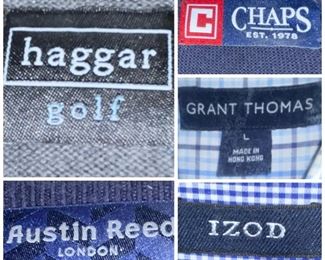 haggar
golf
C CHAPS
EST. 1978
GRANT THOMAS
L
MADE IN
HONG KONG
Austin Reed
LONDON
IZOD